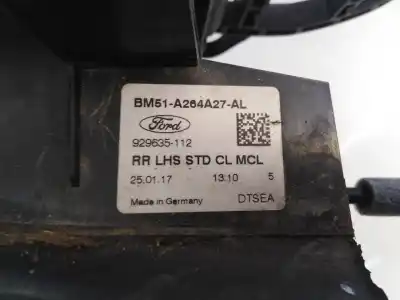 BM51-A264A27-AL
Ford
929635-112
RR LHS STD CL MCL
25.01.17 13:10 5
Made in Germany DTSEA